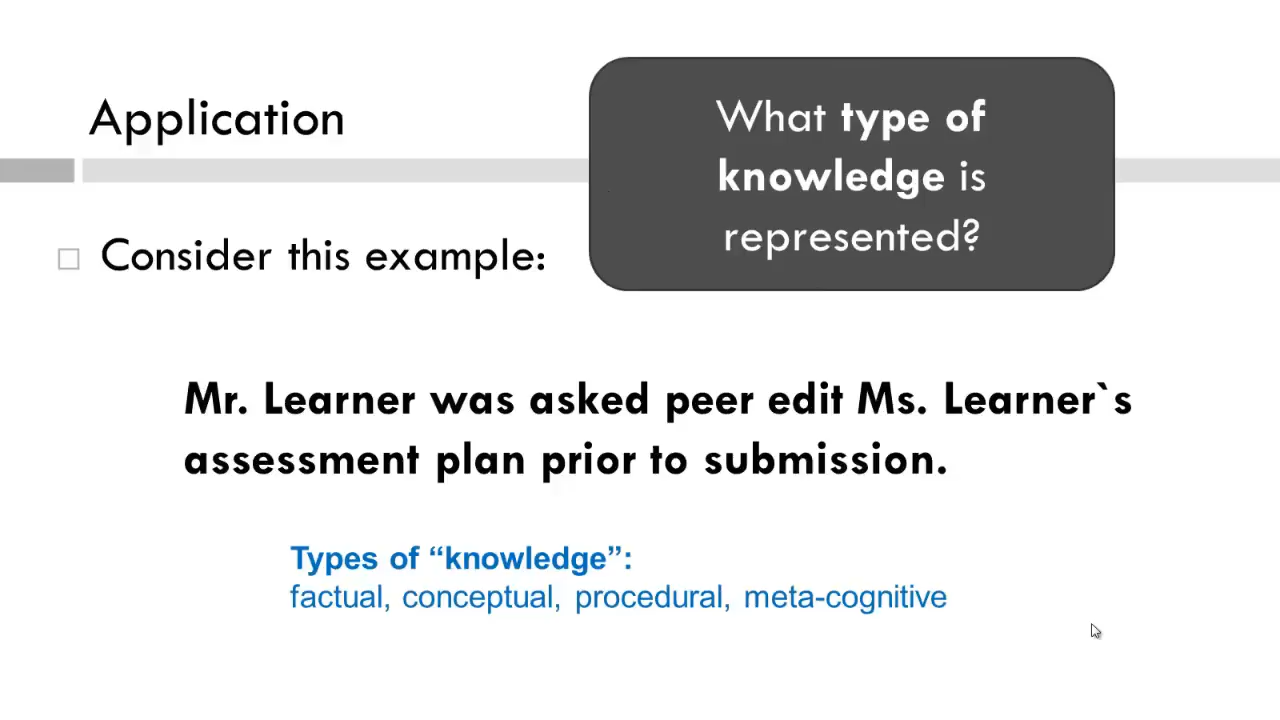 Application
What type of
knowledge is
represented?
Consider this example:
Mr. Learner was asked peer edit Ms. Learner`s
assessment plan prior to submission.
Types of “knowledge”:
factual, conceptual, procedural, meta-cognitive